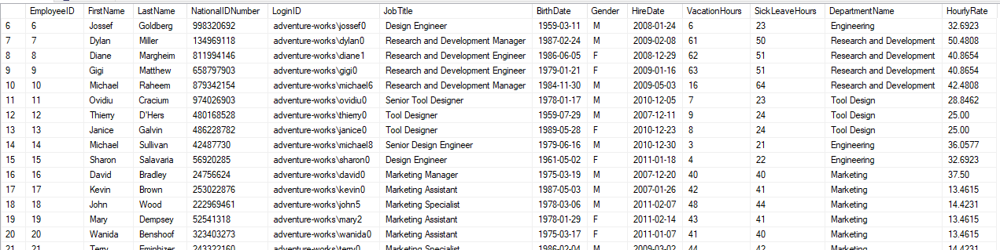 EmployeeID FirstName LastName NationalIDNumber LoginID JobTitle BirthDate Gender HireDate VacationHours SickLeaveHours DepartmentName HourlyRate
6 6 Jossef Goldberg 998320692 adventure-works\jossef0 Design Engineer 1959-03-11 M 2008-01-24 6 23 Engineering 32.6923
7 7 Dylan Miller 134969118 adventure-works\dylan0 Research and Development Manager 1987-02-24 M 2009-02-08 61 50 Research and Development 50.4808
8 8 Diane Margheim 811994146 adventure-works\diane1 Research and Development Engineer 1986-06-05 F 2008-12-29 62 51 Research and Development 40.8654
9 9 Gigi Matthew 658797903 adventure-works\gigi0 Research and Development Engineer 1979-01-21 F 2009-01-16 63 51 Research and Development 40.8654
10 10 Michael Raheem 879342154 adventure-works\michael6 Research and Development Manager 1984-11-30 M 2009-05-03 16 64 Research and Development 42.4808
11 11 Ovidiu Cracium 974026903 adventure-works\ovidiu0 Senior Tool Designer 1978-01-17 M 2010-12-05 7 23 Tool Design 28.8462
12 12 Thierry D'Hers 480168528 adventure-works\thierry0 Tool Designer 1959-07-29 M 2007-12-11 9 24 Tool Design 25.00
13 13 Janice Galvin 486228782 adventure-works\janice0 Tool Designer 1989-05-28 F 2010-12-23 8 24 Tool Design 25.00
14 14 Michael Sullivan 42487730 adventure-works\michael8 Senior Design Engineer 1979-06-16 M 2010-12-30 3 21 Engineering 36.0577
15 15 Sharon Salavaria 56920285 adventure-works\sharon0 Design Engineer 1961-05-02 F 2011-01-18 4 22 Engineering 32.6923
16 16 David Bradley 24756624 adventure-works\david0 Marketing Manager 1975-03-19 M 2007-12-20 40 40 Marketing 37.50
17 17 Kevin Brown 253022876 adventure-works\kevin0 Marketing Assistant 1987-05-03 M 2007-01-26 42 41 Marketing 13.4615
18 18 John Wood 222969461 adventure-works\john5 Marketing Specialist 1978-03-06 M 2011-02-07 48 44 Marketing 14.4231
19 19 Mary Dempsey 52541318 adventure-works\mary2 Marketing Assistant 1978-01-29 F 2011-02-14 43 41 Marketing 13.4615
20 20 Wanida Benshoof 323403273 adventure-works\wanida0 Marketing Assistant 1975-03-17 F 2011-01-07 41 40 Marketing 13.4615
21 21 Terry Eminhizer 243322160 adventure-works\terry0 Marketing Specialist 1986-02-04 M 2009-03-02 44 42 Marketing 14.4231